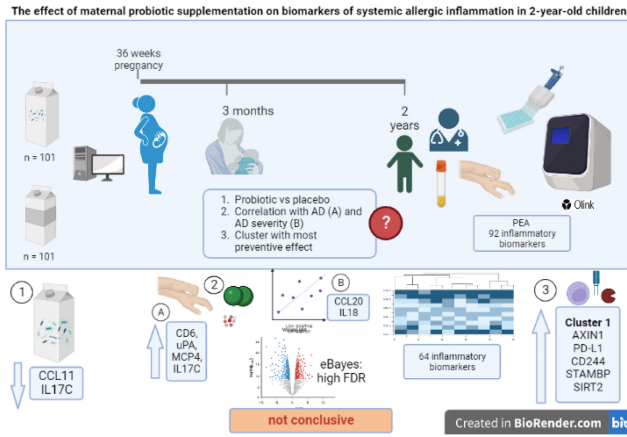 The effect of maternal probiotic supplementation on biomarkers of systemic allergic inflammation in 2-year-old children
36 weeks
pregnancy
3 months
2
years
n = 101
n = 101
1. Probiotic vs placebo
2. Correlation with AD (A) and
AD severity (B)
3. Cluster with most
preventive effect
?
Olink
PEA
92 inflammatory
biomarkers
1
CCL11
IL17C
2
A
CD6,
uPA,
MCP4,
IL17C
B
CCL20
IL18
eBayes:
high FDR
not conclusive
64 inflammatory
biomarkers
3
Cluster 1
AXIN1
PD-L1
CD244
STAMBP
SIRT2
Created in BioRender.com
bio